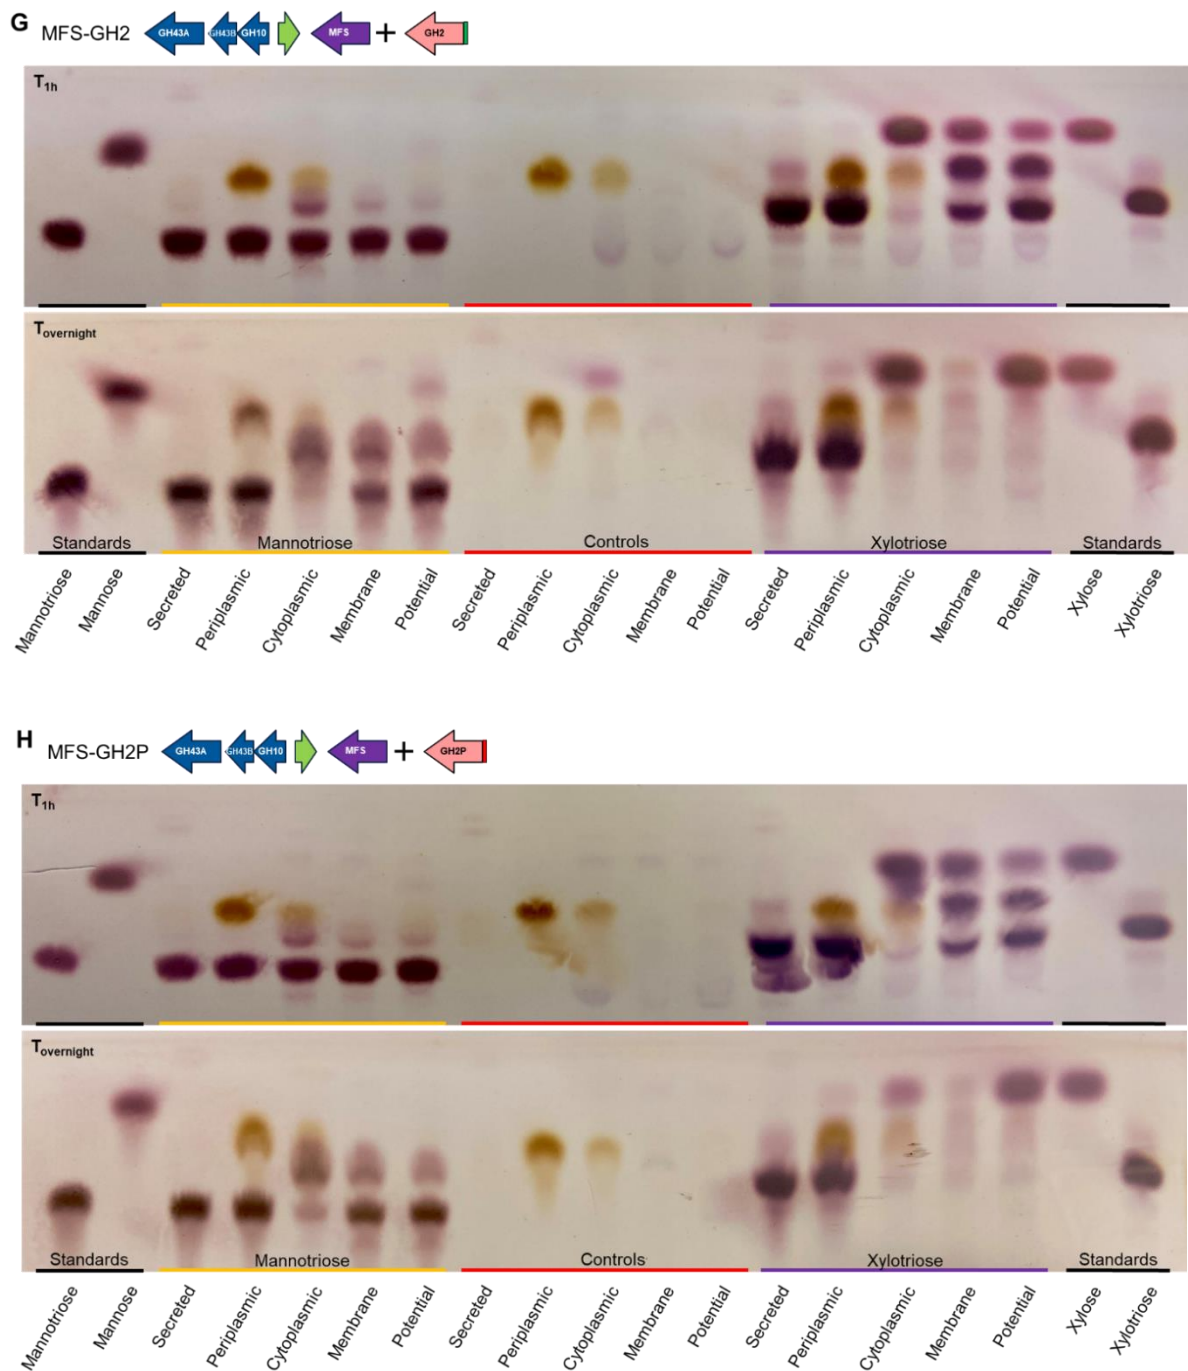 G MFS-GH2 GH43A GH43B GH10 MFS + GH2
T1h
Tovernight
Standards Mannotriose Controls Xylotriose Standards
Mannotriose Mannose Secreted Periplasmic Cytoplasmic Membrane Potential Secreted Periplasmic Cytoplasmic Membrane Potential Secreted Periplasmic Cytoplasmic Membrane Potential Xylose Xylotriose
H MFS-GH2P GH43A GH43B GH10 MFS + GH2P
T1h
Tovernight
Standards Mannotriose Controls Xylotriose Standards
Mannotriose Mannose Secreted Periplasmic Cytoplasmic Membrane Potential Secreted Periplasmic Cytoplasmic Membrane Potential Secreted Periplasmic Cytoplasmic Membrane Potential Xylose Xylotriose